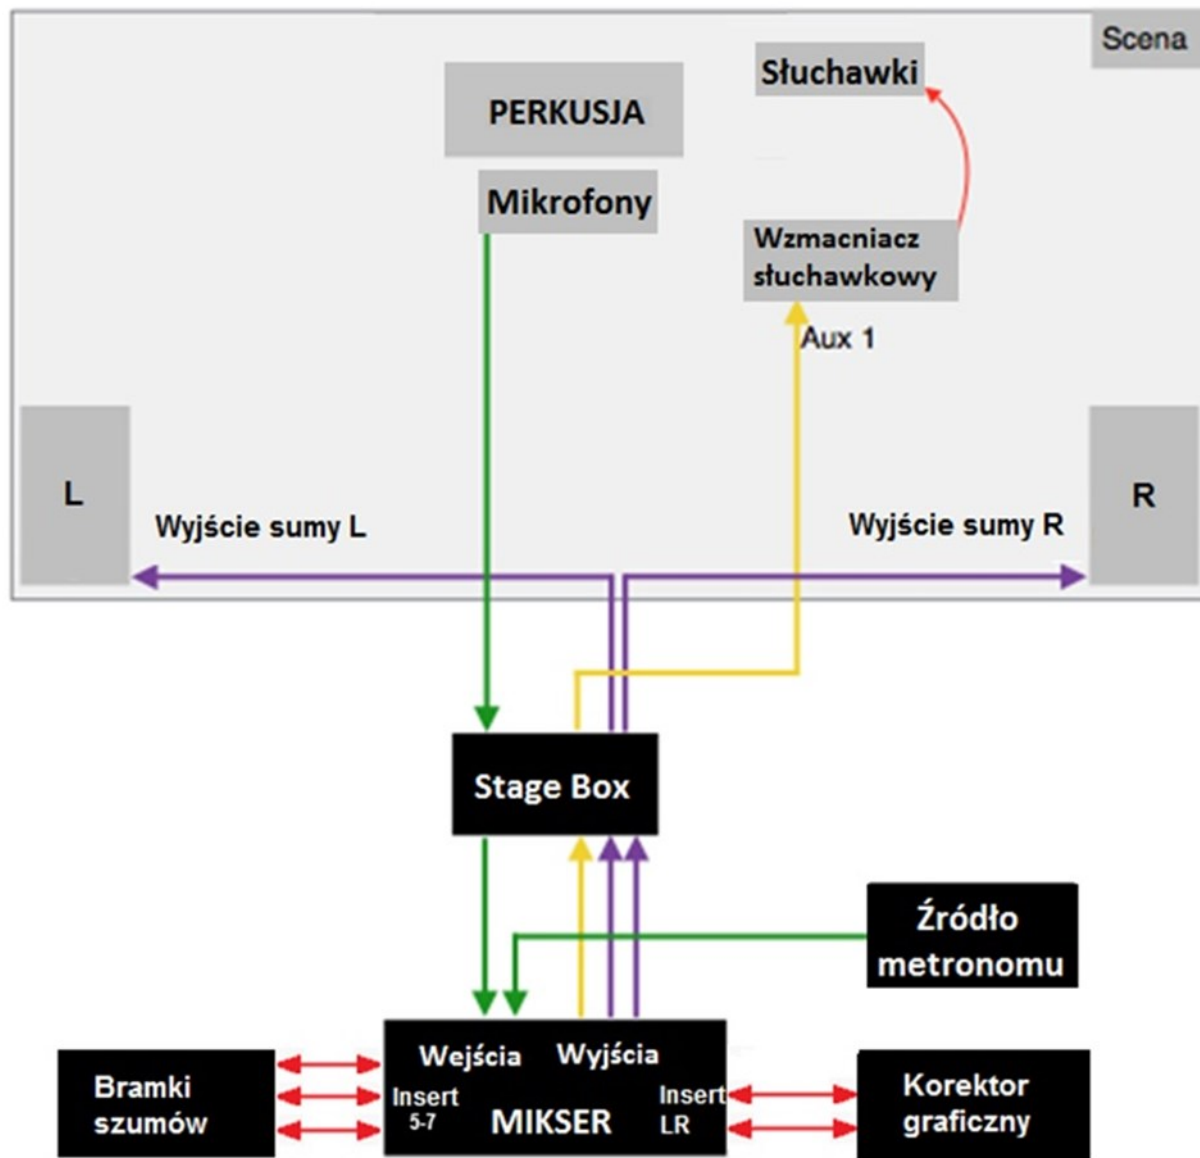 Scena
Słuchawki
PERKUSJA
Mikrofony
Wzmacniacz
słuchawkowy
Aux 1
L
R
Wyjście sumy L
Wyjście sumy R
Stage Box
Źródło
metronomu
Wejścia
Wyjścia
Bramki
szumów
Insert
5-7
MIKSER
Insert
LR
Korektor
graficzny